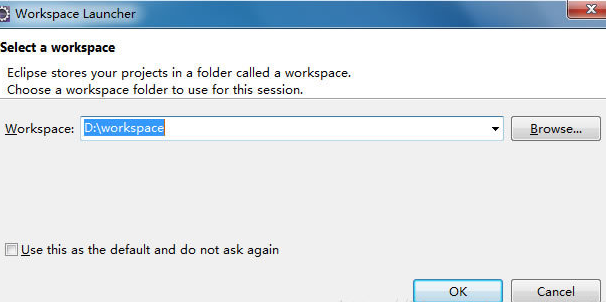 Workspace Launcher
Select a workspace
Eclipse stores your projects in a folder called a workspace.
Choose a workspace folder to use for this session.
Workspace: D:\workspace Browse...
Use this as the default and do not ask again
OK Cancel